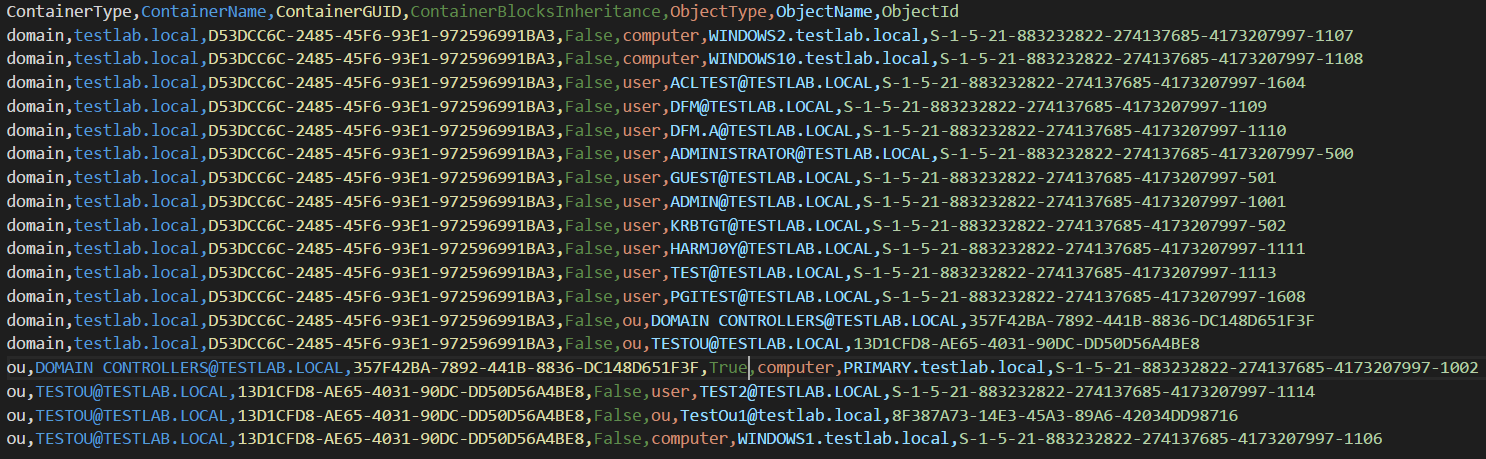 ContainerType,ContainerName,ContainerGUID,ContainerBlocksInheritance,ObjectType,ObjectName,ObjectId
domain,testlab.local,D53DCC6C-2485-45F6-93E1-972596991BA3,False,computer,WINDOWS2.testlab.local,S-1-5-21-883232822-274137685-4173207997-1107
domain,testlab.local,D53DCC6C-2485-45F6-93E1-972596991BA3,False,computer,WINDOWS10.testlab.local,S-1-5-21-883232822-274137685-4173207997-1108
domain,testlab.local,D53DCC6C-2485-45F6-93E1-972596991BA3,False,user,ACLTEST@TESTLAB.LOCAL,S-1-5-21-883232822-274137685-4173207997-1604
domain,testlab.local,D53DCC6C-2485-45F6-93E1-972596991BA3,False,user,DFM@TESTLAB.LOCAL,S-1-5-21-883232822-274137685-4173207997-1109
domain,testlab.local,D53DCC6C-2485-45F6-93E1-972596991BA3,False,user,DFM.A@TESTLAB.LOCAL,S-1-5-21-883232822-274137685-4173207997-1110
domain,testlab.local,D53DCC6C-2485-45F6-93E1-972596991BA3,False,user,ADMINISTRATOR@TESTLAB.LOCAL,S-1-5-21-883232822-274137685-4173207997-500
domain,testlab.local,D53DCC6C-2485-45F6-93E1-972596991BA3,False,user,GUEST@TESTLAB.LOCAL,S-1-5-21-883232822-274137685-4173207997-501
domain,testlab.local,D53DCC6C-2485-45F6-93E1-972596991BA3,False,user,ADMIN@TESTLAB.LOCAL,S-1-5-21-883232822-274137685-4173207997-1001
domain,testlab.local,D53DCC6C-2485-45F6-93E1-972596991BA3,False,user,KRBTGT@TESTLAB.LOCAL,S-1-5-21-883232822-274137685-4173207997-502
domain,testlab.local,D53DCC6C-2485-45F6-93E1-972596991BA3,False,user,HARMJ0Y@TESTLAB.LOCAL,S-1-5-21-883232822-274137685-4173207997-1111
domain,testlab.local,D53DCC6C-2485-45F6-93E1-972596991BA3,False,user,TEST@TESTLAB.LOCAL,S-1-5-21-883232822-274137685-4173207997-1113
domain,testlab.local,D53DCC6C-2485-45F6-93E1-972596991BA3,False,user,PGITEST@TESTLAB.LOCAL,S-1-5-21-883232822-274137685-4173207997-1608
domain,testlab.local,D53DCC6C-2485-45F6-93E1-972596991BA3,False,ou,DOMAIN CONTROLLERS@TESTLAB.LOCAL,357F42BA-7892-441B-8836-DC148D651F3F
domain,testlab.local,D53DCC6C-2485-45F6-93E1-972596991BA3,False,ou,TESTOU@TESTLAB.LOCAL,13D1CFD8-AE65-4031-90DC-DD50D56A4BE8
ou,DOMAIN CONTROLLERS@TESTLAB.LOCAL,357F42BA-7892-441B-8836-DC148D651F3F,True,computer,PRIMARY.testlab.local,S-1-5-21-883232822-274137685-4173207997-1002
ou,TESTOU@TESTLAB.LOCAL,13D1CFD8-AE65-4031-90DC-DD50D56A4BE8,False,user,TEST2@TESTLAB.LOCAL,S-1-5-21-883232822-274137685-4173207997-1114
ou,TESTOU@TESTLAB.LOCAL,13D1CFD8-AE65-4031-90DC-DD50D56A4BE8,False,ou,TestOu1@testlab.local,8F387A73-14E3-45A3-89A6-42034DD98716
ou,TESTOU@TESTLAB.LOCAL,13D1CFD8-AE65-4031-90DC-DD50D56A4BE8,False,computer,WINDOWS1.testlab.local,S-1-5-21-883232822-274137685-4173207997-1106